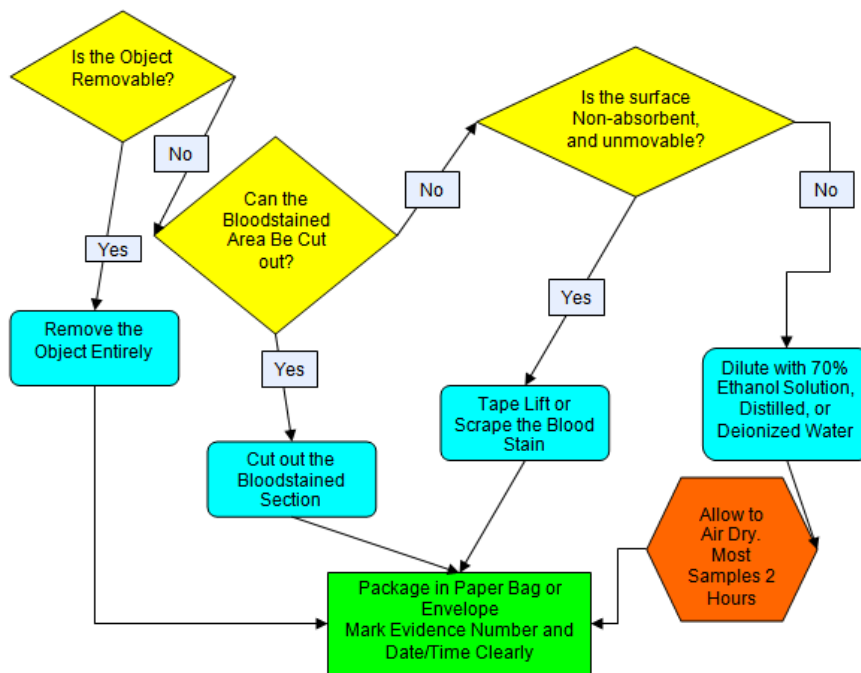 Is the Object
Removable?
No
Yes
Remove the
Object Entirely
Can the
Bloodstained
Area Be Cut
out?
No
Yes
Cut out the
Bloodstained
Section
Is the surface
Non-absorbent,
and unmovable?
Yes
Tape Lift or
Scrape the Blood
Stain
No
Dilute with 70%
Ethanol Solution,
Distilled, or
Deionized Water
Allow to
Air Dry.
Most
Samples 2
Hours
Package in Paper Bag or
Envelope
Mark Evidence Number and
Date/Time Clearly